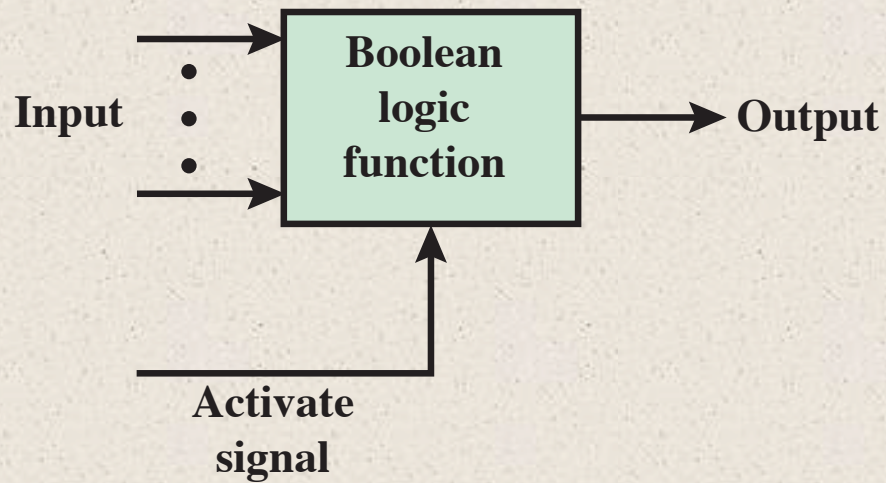 Boolean
logic
function
Input
Output
Activate
signal